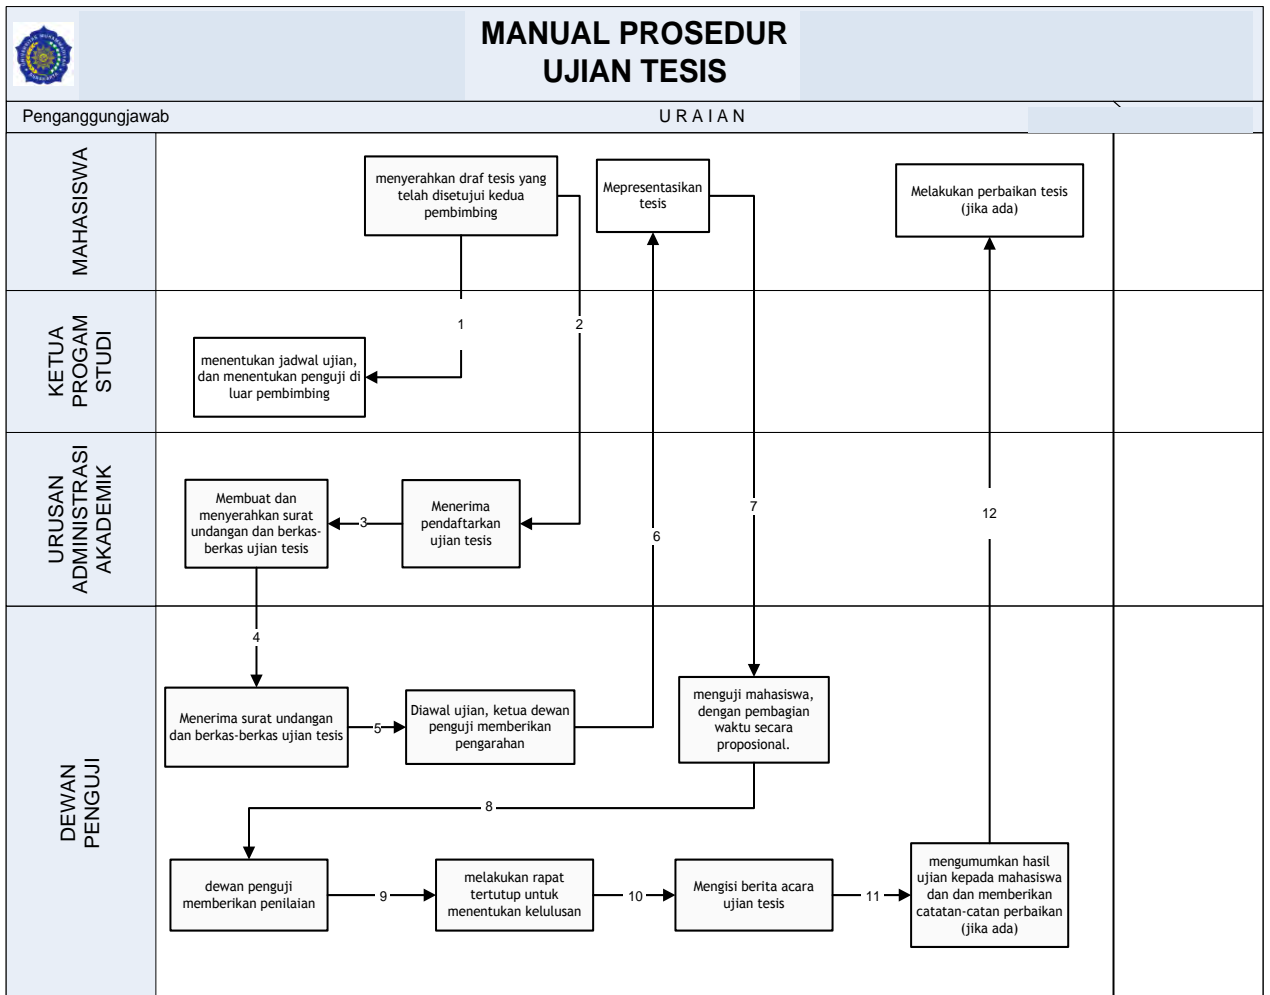 MANUAL PROSEDUR
UJIAN TESIS
Penganggungjawab
U R A I A N
MAHASISWA
menyerahkan draf tesis yang
telah disetujui kedua
pembimbing
Mepresentasikan
tesis
Melakukan perbaikan tesis
(jika ada)
KETUA
PROGAM
STUDI
1
2
menentukan jadwal ujian,
dan menentukan penguji di
luar pembimbing
URUSAN
ADMINISTRASI
AKADEMIK
Membuat dan
menyerahkan surat
undangan dan berkas-
berkas ujian tesis
3
Menerima
pendaftarkan
ujian tesis
6
7
12
DEWAN
PENGUJI
4
Menerima surat undangan
dan berkas-berkas ujian tesis
5
Diawal ujian, ketua dewan
penguji memberikan
pengarahan
menguji mahasiswa,
dengan pembagian
waktu secara
proposional.
8
dewan penguji
memberikan penilaian
9
melakukan rapat
tertutup untuk
menentukan kelulusan
10
Mengisi berita acara
ujian tesis
11
mengumumkan hasil
ujian kepada mahasiswa
dan dan memberikan
catatan-catan perbaikan
(jika ada)